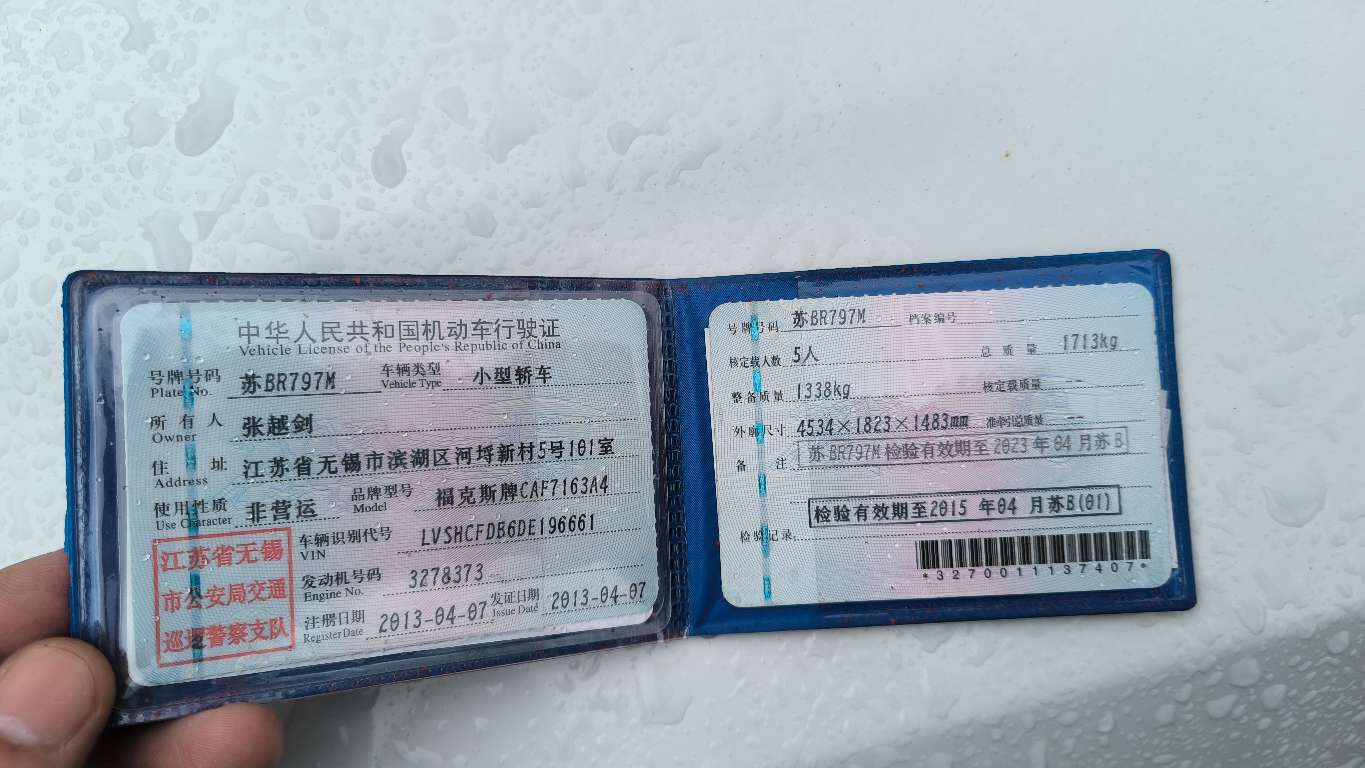 中华人民共和国机动车行驶证
Vehicle License of the People's Republic of China
号牌号码 苏BR797M 车辆类型 小型轿车
Plate No. Vehicle Type
所有人 张越剑
Owner
住址 江苏省无锡市滨湖区河埒新村5号101室
Address
使用性质 非营运 品牌型号 福克斯牌CAF7163A4
Use Character Model
江苏省无锡
市公安局交通
巡逻警察支队
车辆识别代号 LVSHCFDB6DE196661
VIN
发动机号码 3278373
Engine No.
注册日期 2013-04-07 发证日期 2013-04-07
Register Date Issue Date
号牌号码 苏BR797M 档案编号
核定载人数 5人 总质量 1713kg
整备质量 1338kg 核定载质量 --
外廓尺寸 4534×1823×1483mm 准牵引总质量 --
备注 苏BR797M 检验有效期至2023年04月苏B
检验有效期至2015 年04 月苏B(01)
检验记录
*3270011137407*